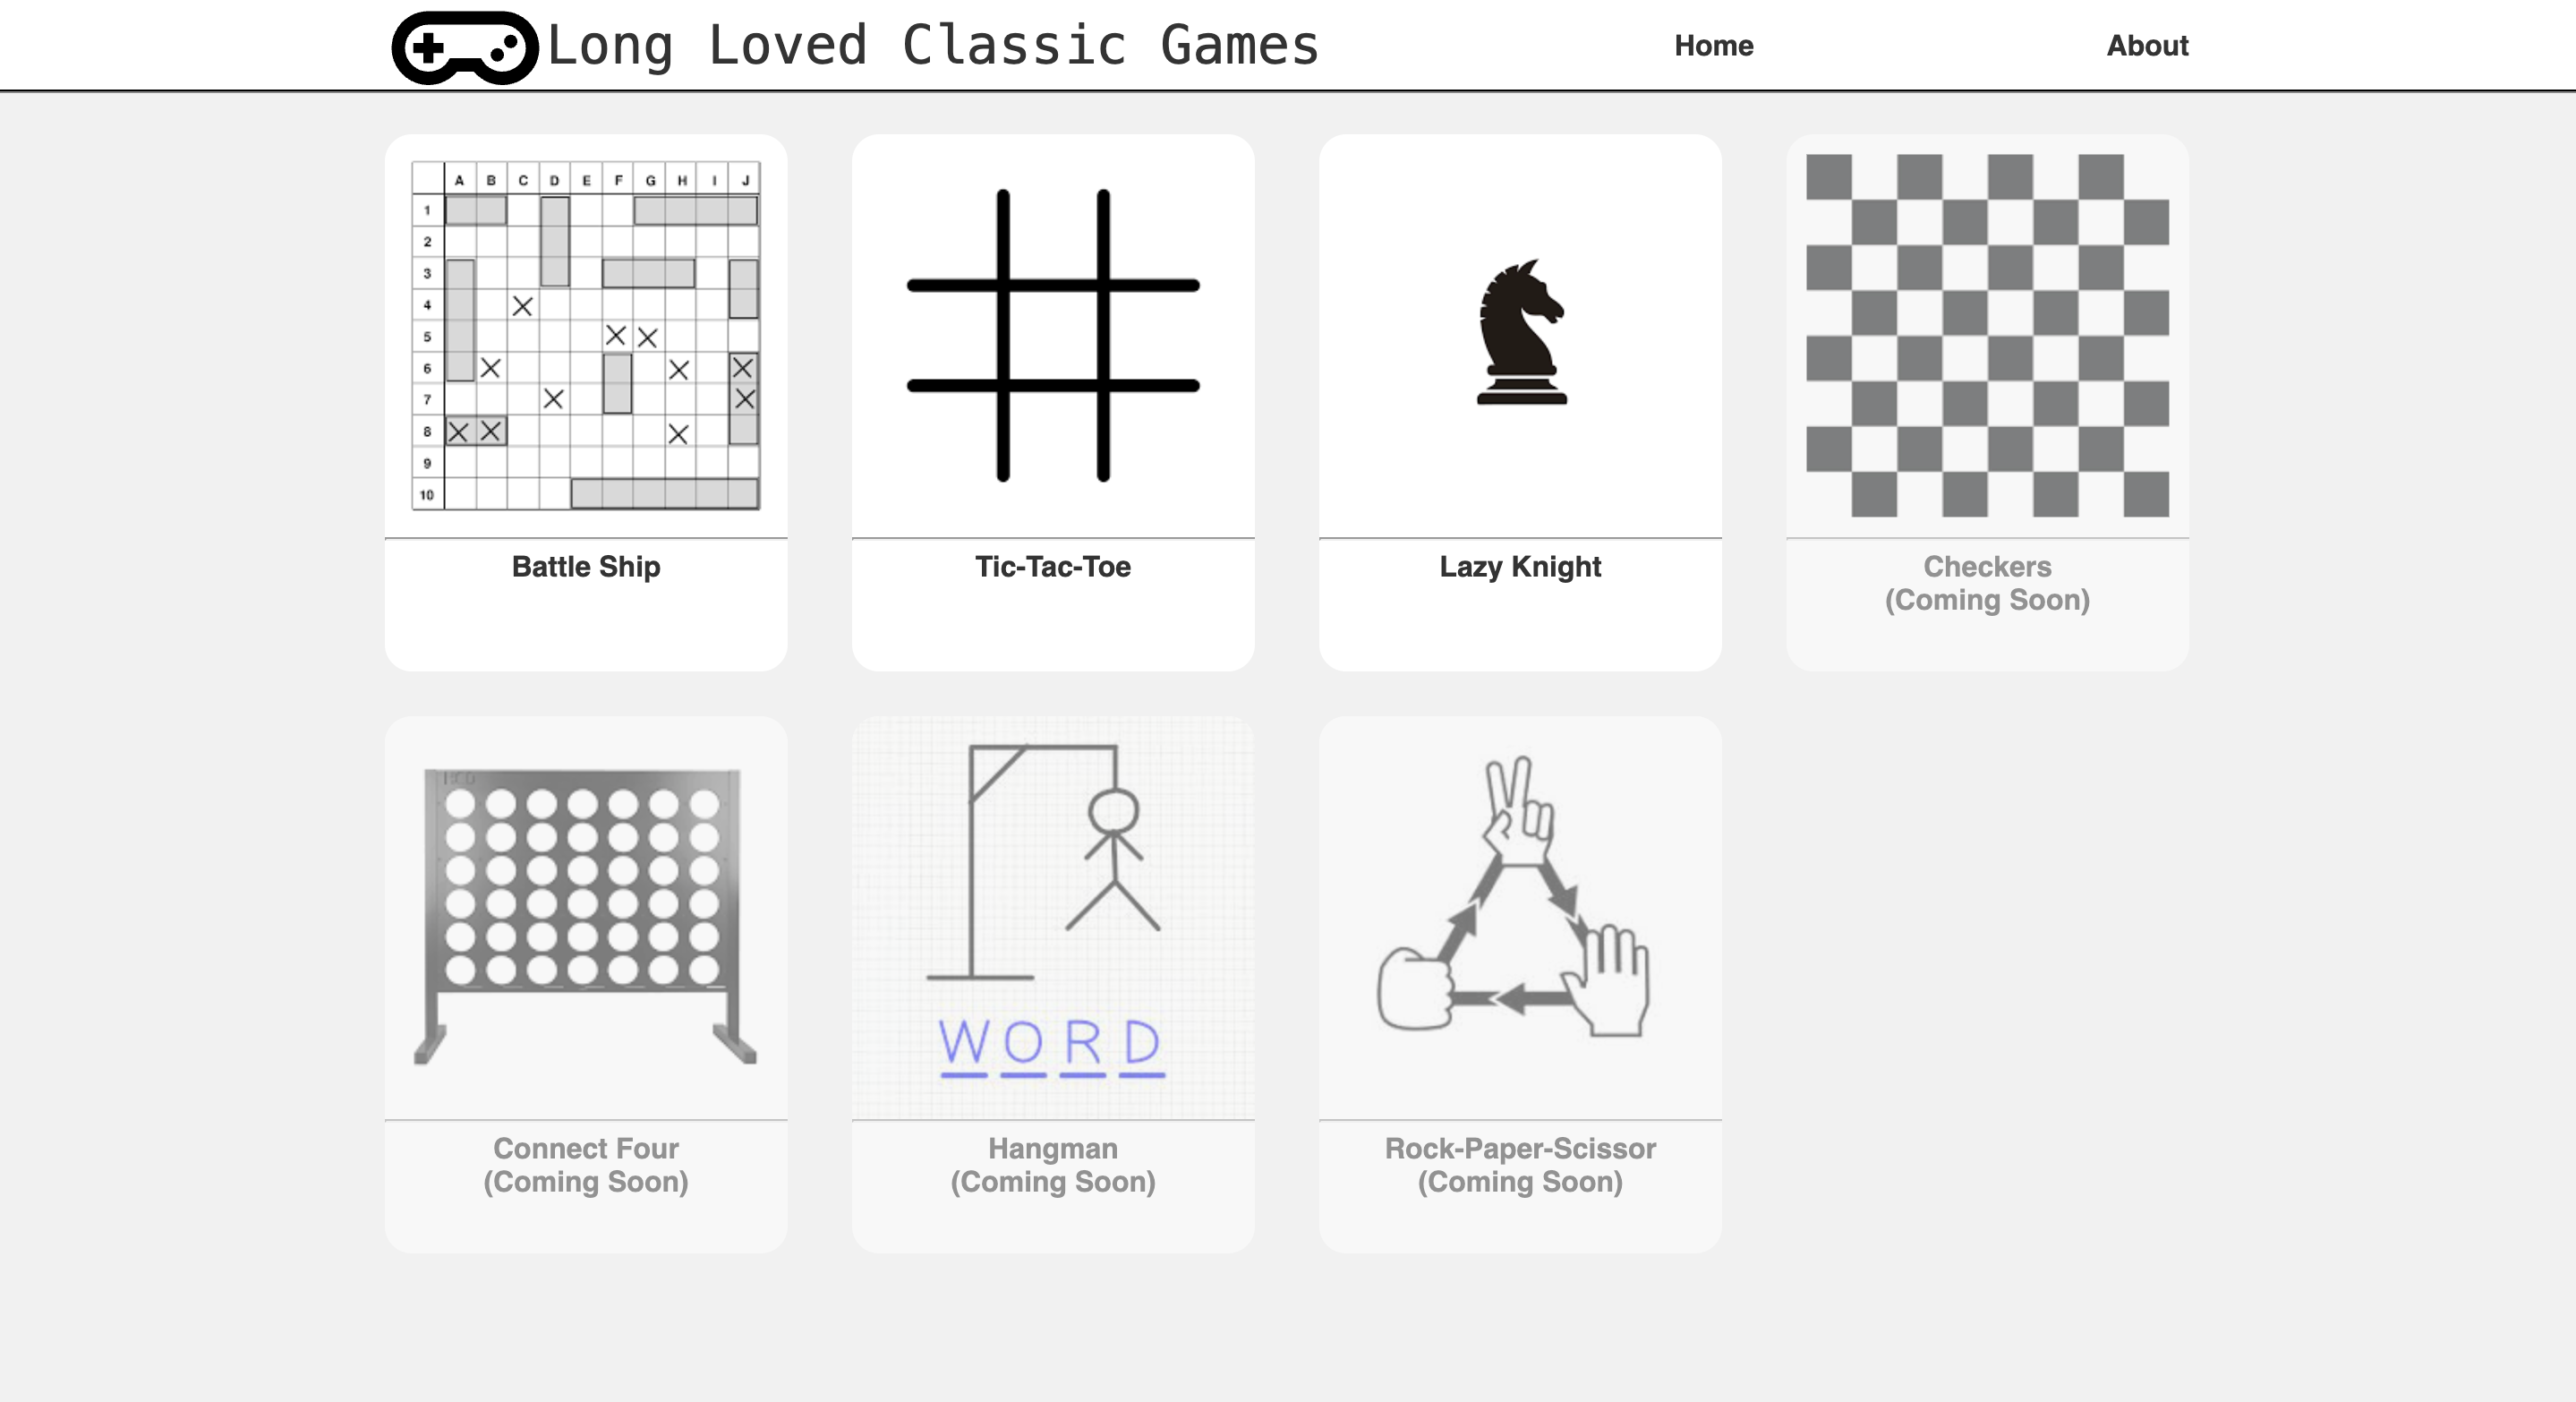 Long Loved Classic Games
Home
About
A B C D E F G H I J
1
2
3
4
5
6
7
8
9
10
Battle Ship
Tic-Tac-Toe
Lazy Knight
Checkers
(Coming Soon)
WORD
Connect Four
(Coming Soon)
Hangman
(Coming Soon)
Rock-Paper-Scissor
(Coming Soon)